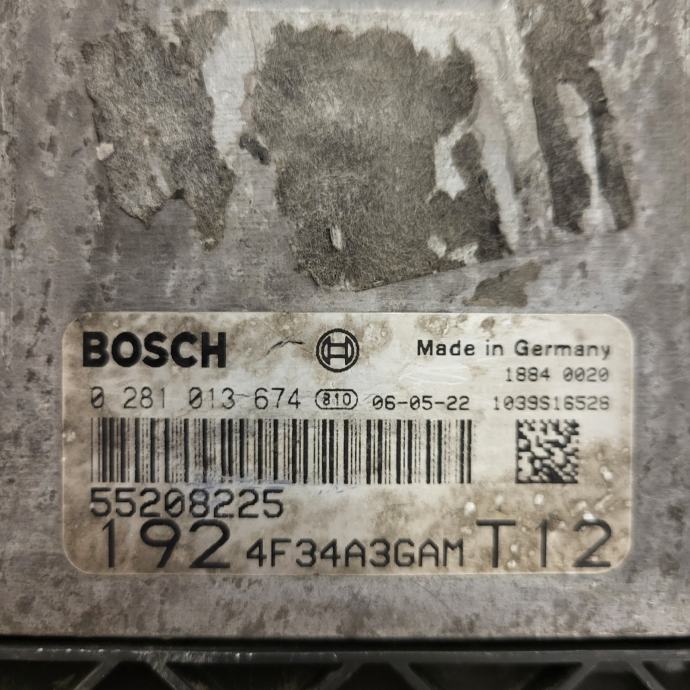 BOSCH Made in Germany
1884 0020
0 281 013 674 810 06-05-22 1039S16528
55208225
192 4F34A3GAM T12